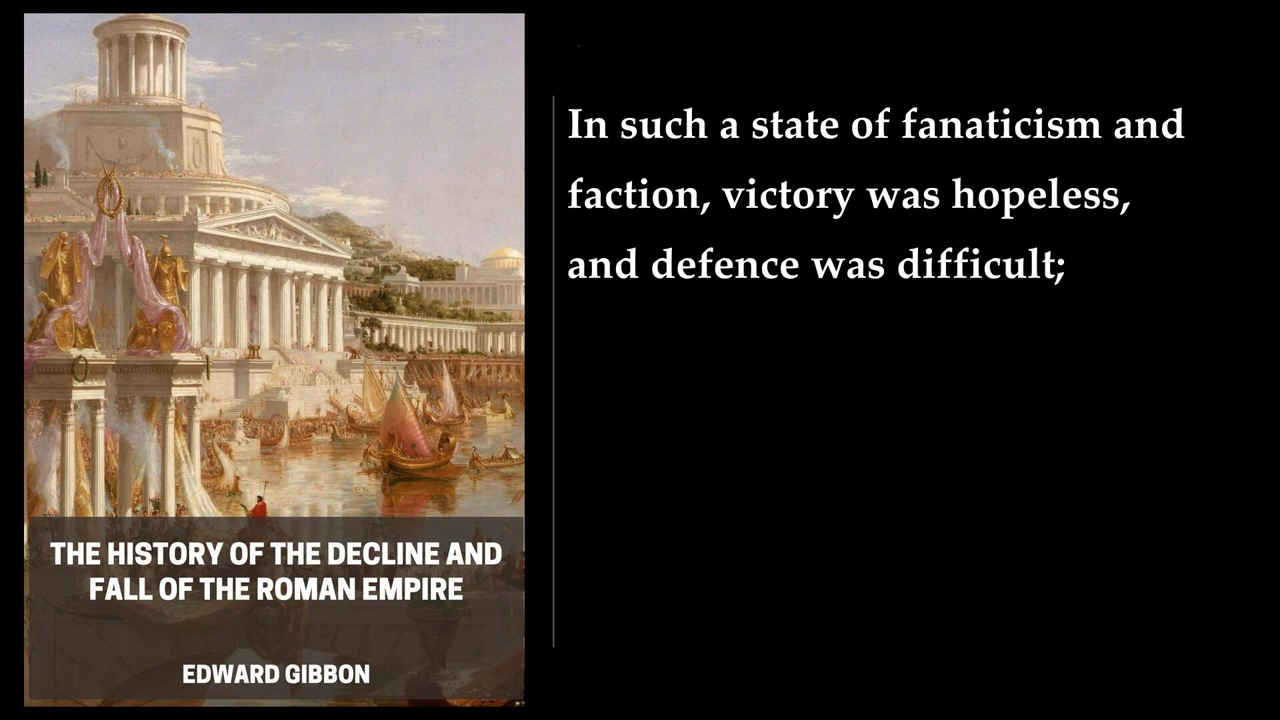 THE HISTORY OF THE DECLINE AND
FALL OF THE ROMAN EMPIRE
EDWARD GIBBON
In such a state of fanaticism and
faction, victory was hopeless,
and defence was difficult;